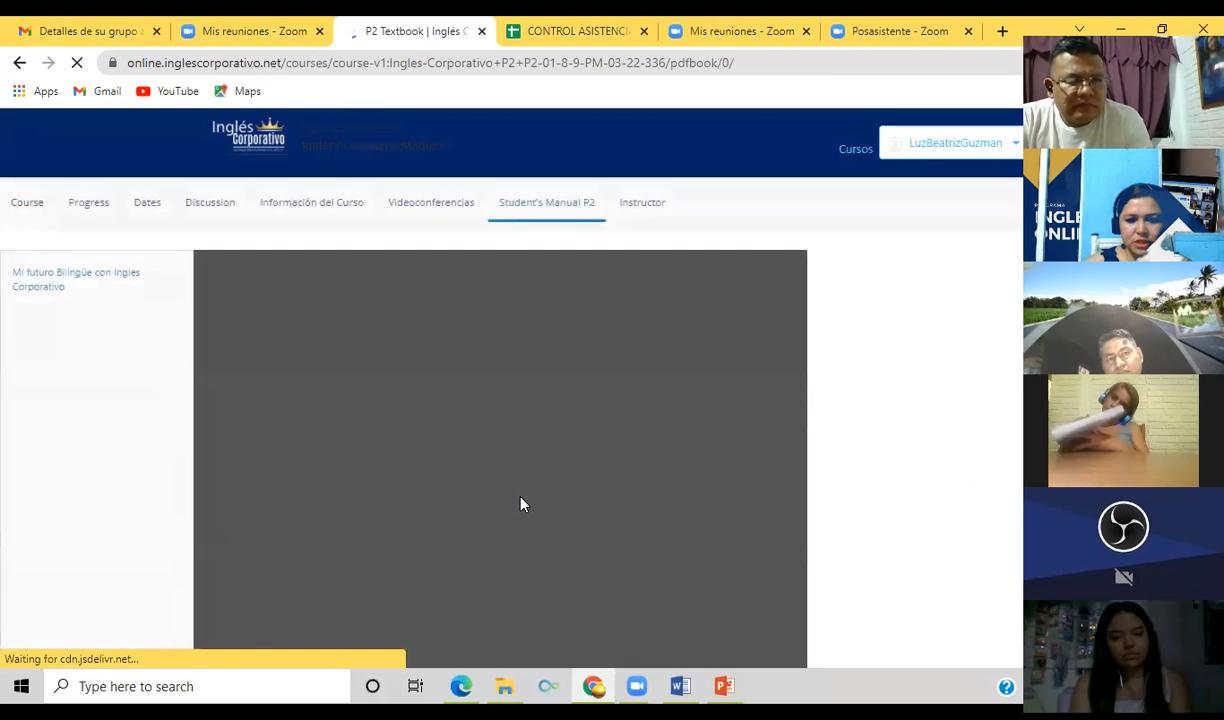 Detalles de su grupo a
Mis reuniones - Zoom
P2 Textbook | Inglés C
CONTROL ASISTENCIA
Mis reuniones - Zoom
Posasistente - Zoom
online.inglescorporativo.net/courses/course-v1:Ingles-Corporativo+P2+P2-01-8-9-PM-03-22-336/pdfbook/0/
Apps
Gmail
YouTube
Maps
Inglés
Corporativo
Cursos
LuzBeatrizGuzman
Course
Progress
Dates
Discussion
Información del Curso
Videoconferencias
Student's Manual P2
Instructor
Mi futuro Bilingüe con ingles
Corporativo
Waiting for cdn.jsdelivr.net...
Type here to search
PROGRAMA
INGL
ONLI